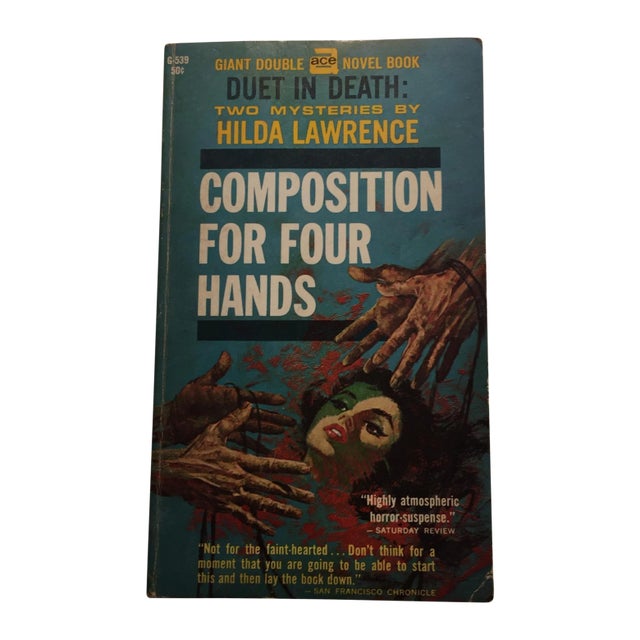 G-539
50¢
GIANT DOUBLE ace NOVEL BOOK
DUET IN DEATH:
TWO MYSTERIES BY
HILDA LAWRENCE
COMPOSITION
FOR FOUR
HANDS
"Highly atmospheric
horror-suspense."
— SATURDAY REVIEW
"Not for the faint-hearted . . . Don't think for a
moment that you are going to be able to start
this and then lay the book down."
— SAN FRANCISCO CHRONICLE